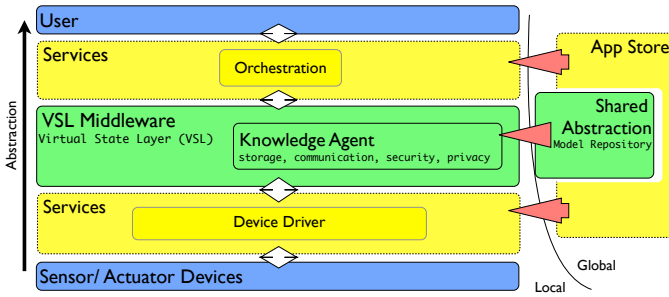 User
Services
Orchestration
App Store
Abstraction
VSL Middleware
Virtual State Layer (VSL)
Knowledge Agent
storage, communication, security, privacy
Shared
Abstraction
Model Repository
Services
Device Driver
Sensor/ Actuator Devices
Global
Local